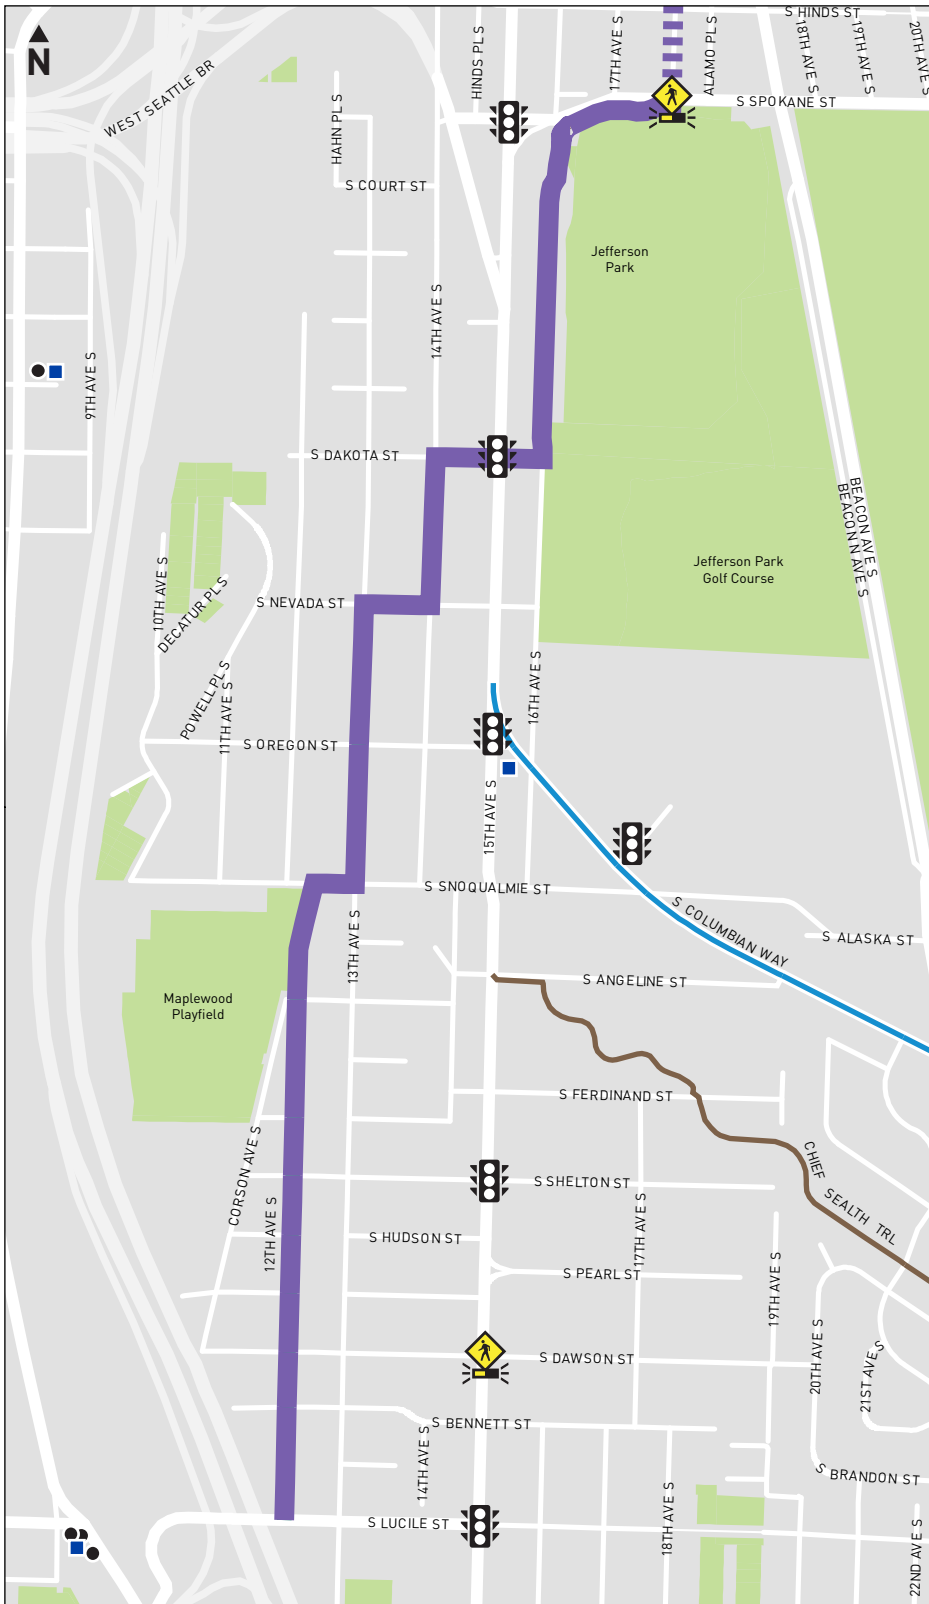 S HINDS ST
HINDS PL S
17TH AVE S
ALAMO PL S
18TH AVE S
19TH AVE S
20TH AVE S
N
WEST SEATTLE BR
HAHN PL S
S SPOKANE ST
S COURT ST
Jefferson
Park
14TH AVE S
9TH AVE S
S DAKOTA ST
BEACON AVE S
BEACON AVE S
10TH AVE S
DECATUR PL S
S NEVADA ST
Jefferson Park
Golf Course
POWELL PL S
11TH AVE S
16TH AVE S
S OREGON ST
15TH AVE S
S SNOQUALMIE ST
S COLUMBIAN WAY
S ALASKA ST
13TH AVE S
S ANGELINE ST
Maplewood
Playfield
S FERDINAND ST
CORSON AVE S
CHIEF SEALTH TRL
S SHELTON ST
12TH AVE S
17TH AVE S
S HUDSON ST
S PEARL ST
19TH AVE S
20TH AVE S
21ST AVE S
S DAWSON ST
S BENNETT ST
14TH AVE S
S BRANDON ST
18TH AVE S
S LUCILE ST
22ND AVE S